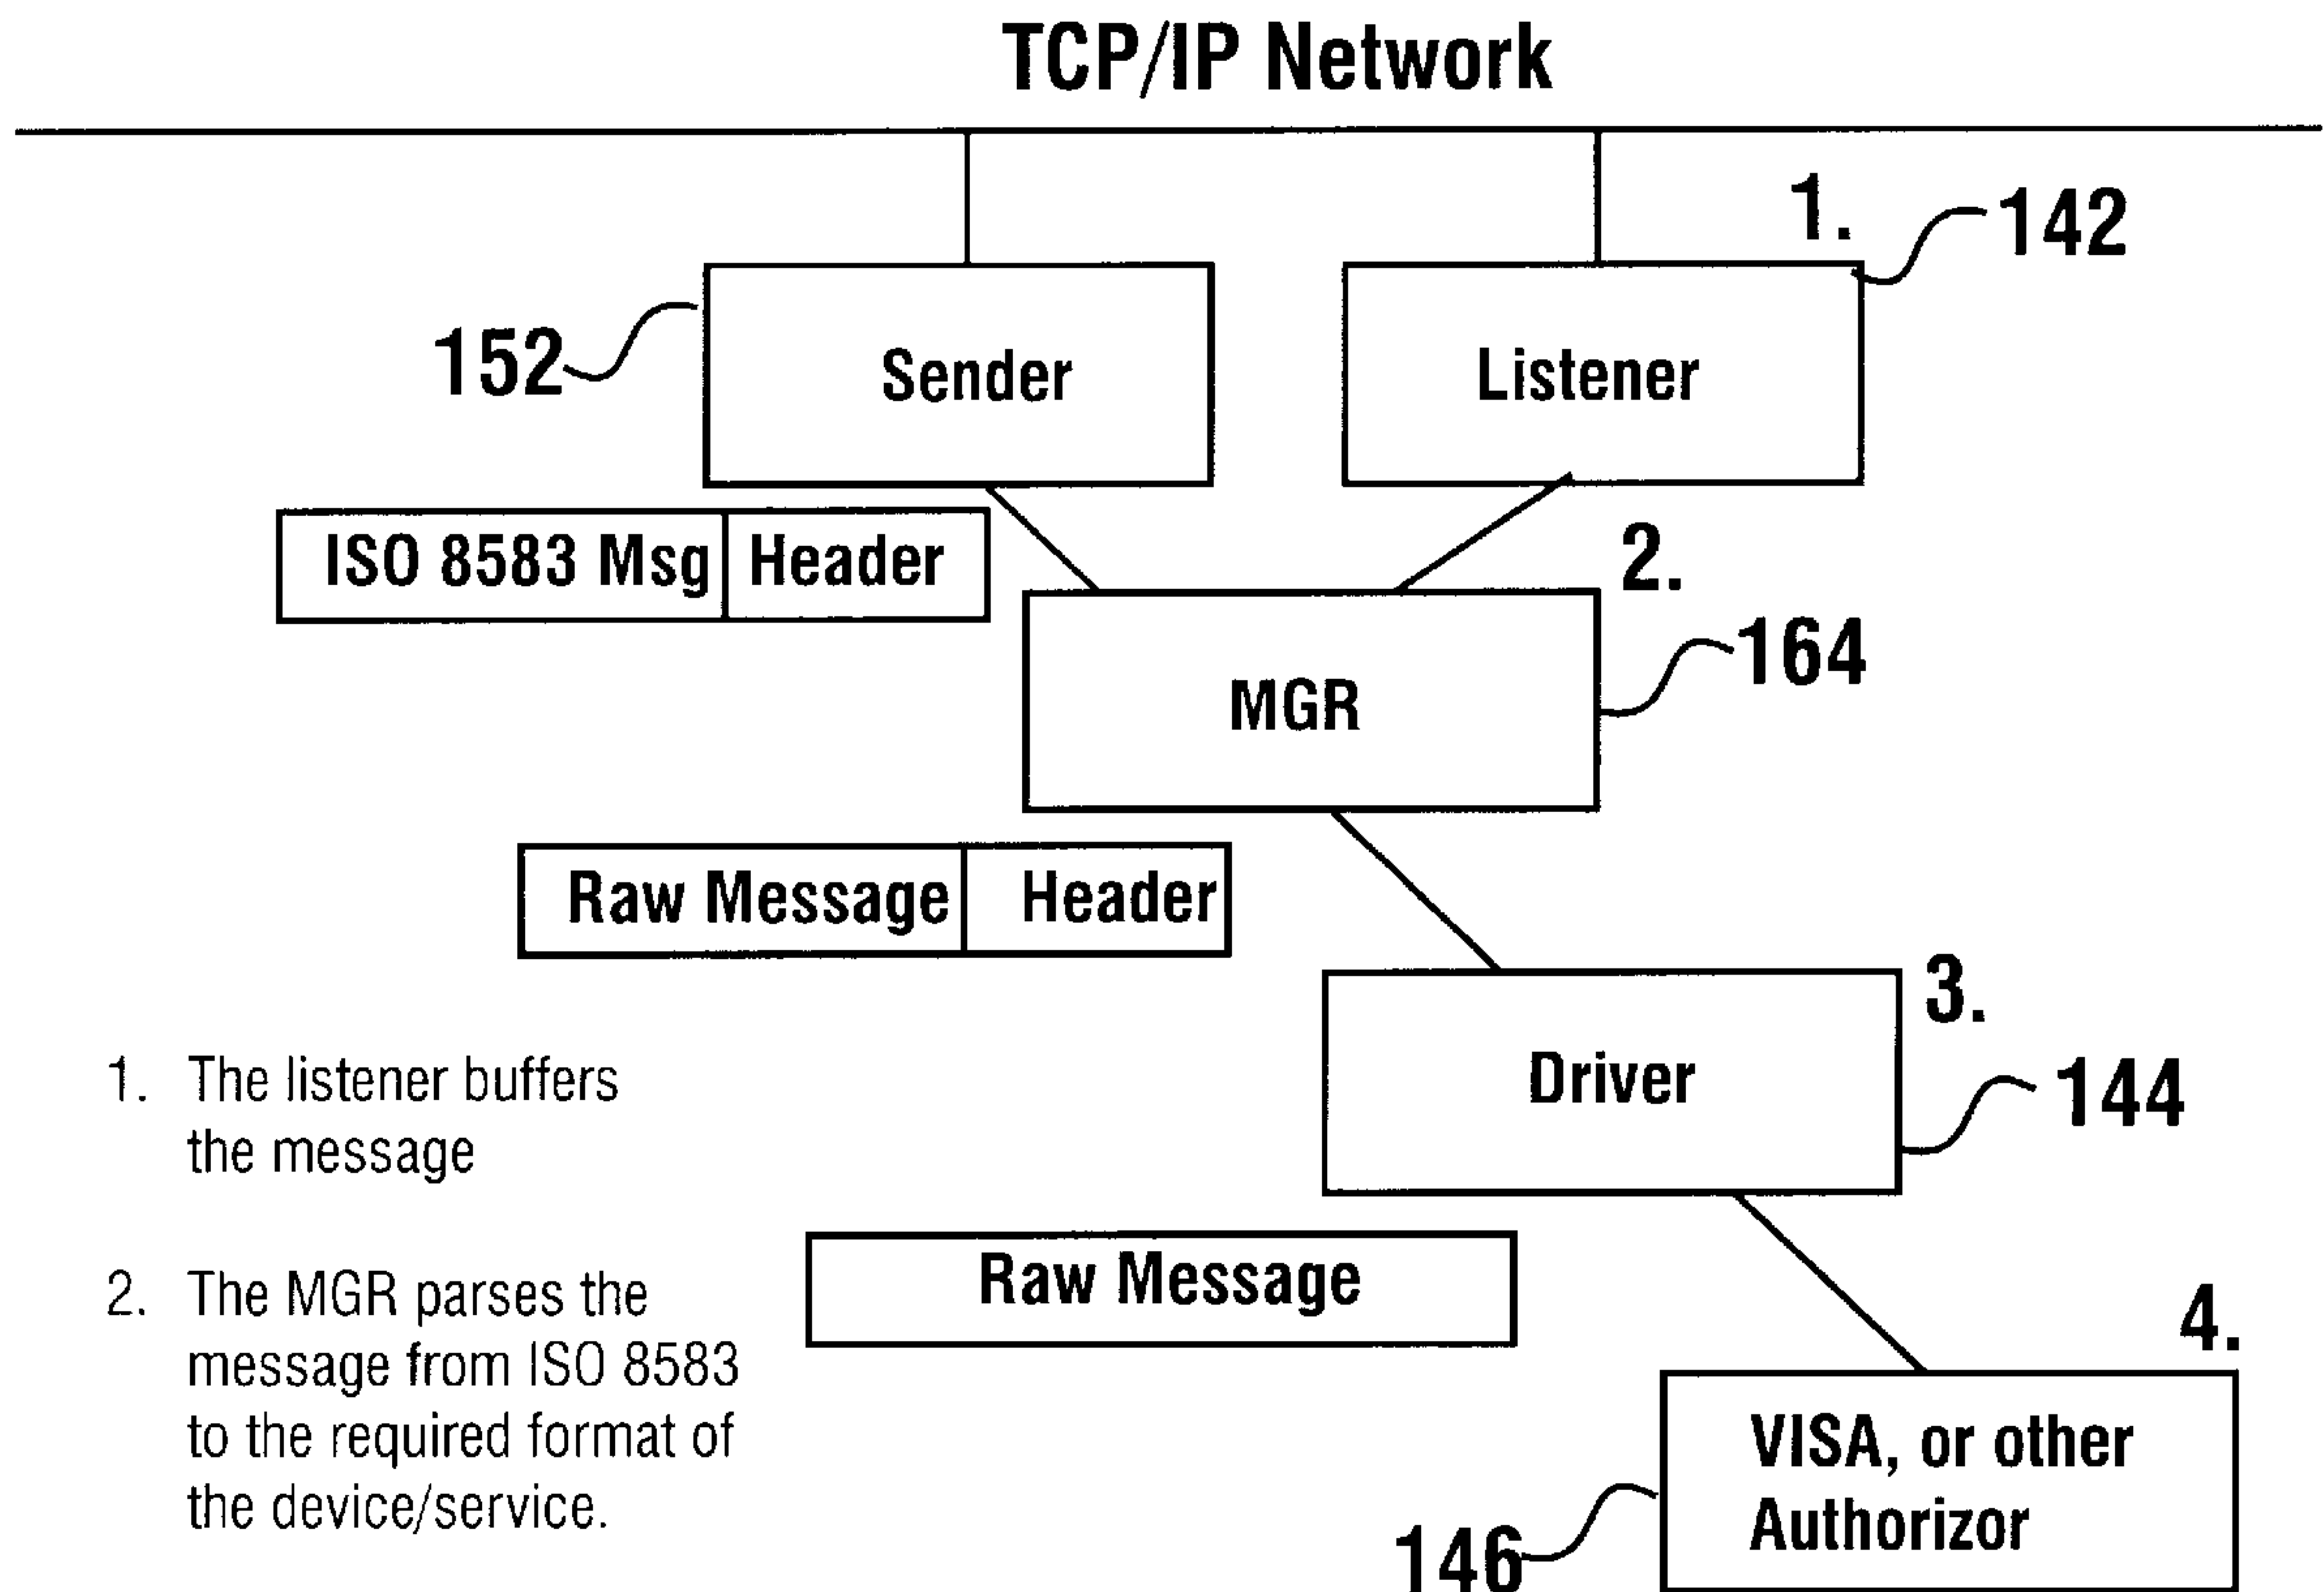 TCP/IP Network
1.
142
152
Sender
Listener
ISO 8583 Msg Header
2.
164
MGR
Raw Message Header
3.
Driver
144
1. The listener buffers
the message
Raw Message
2. The MGR parses the
message from ISO 8583
to the required format of
the device/service.
4.
VISA, or other
Authorizor
146